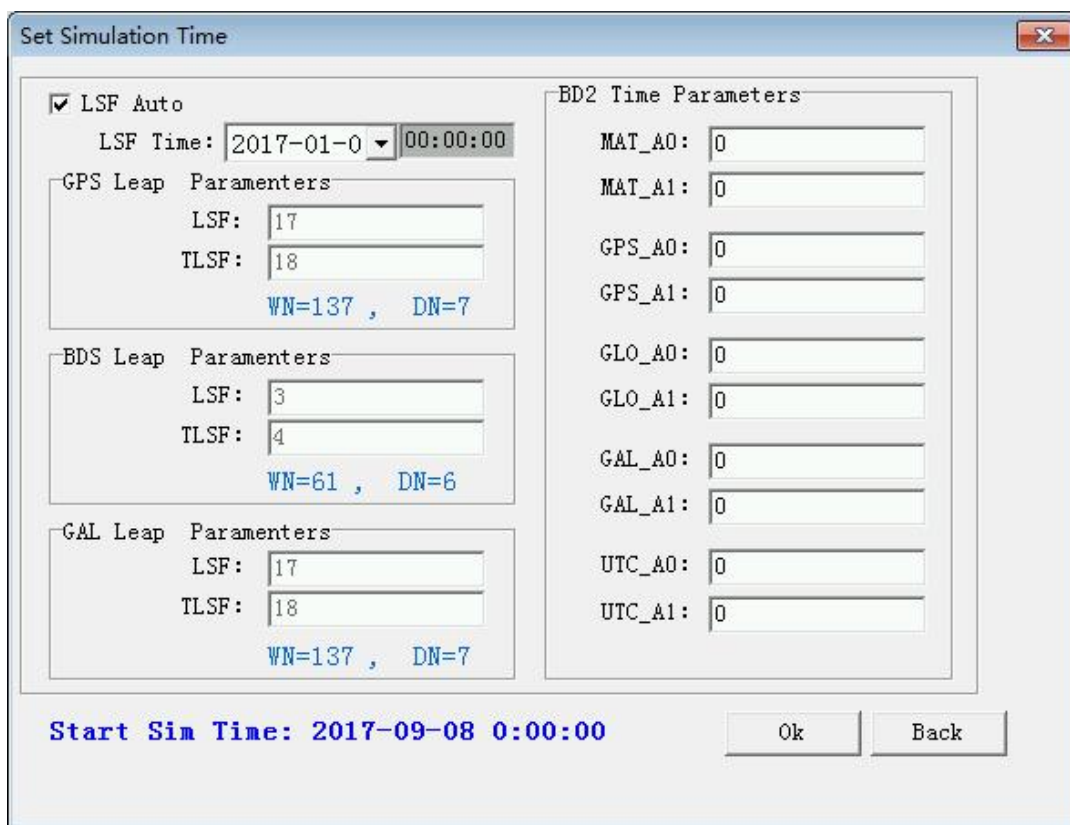 Set Simulation Time
LSF Auto
LSF Time: 2017-01-0 00:00:00
GPS Leap Paramenters
LSF: 17
TLSF: 18
WN=137 , DN=7
BDS Leap Paramenters
LSF: 3
TLSF: 4
WN=61 , DN=6
GAL Leap Paramenters
LSF: 17
TLSF: 18
WN=137 , DN=7
BD2 Time Parameters
MAT_A0: 0
MAT_A1: 0
GPS_A0: 0
GPS_A1: 0
GLO_A0: 0
GLO_A1: 0
GAL_A0: 0
GAL_A1: 0
UTC_A0: 0
UTC_A1: 0
Start Sim Time: 2017-09-08 0:00:00
Ok
Back